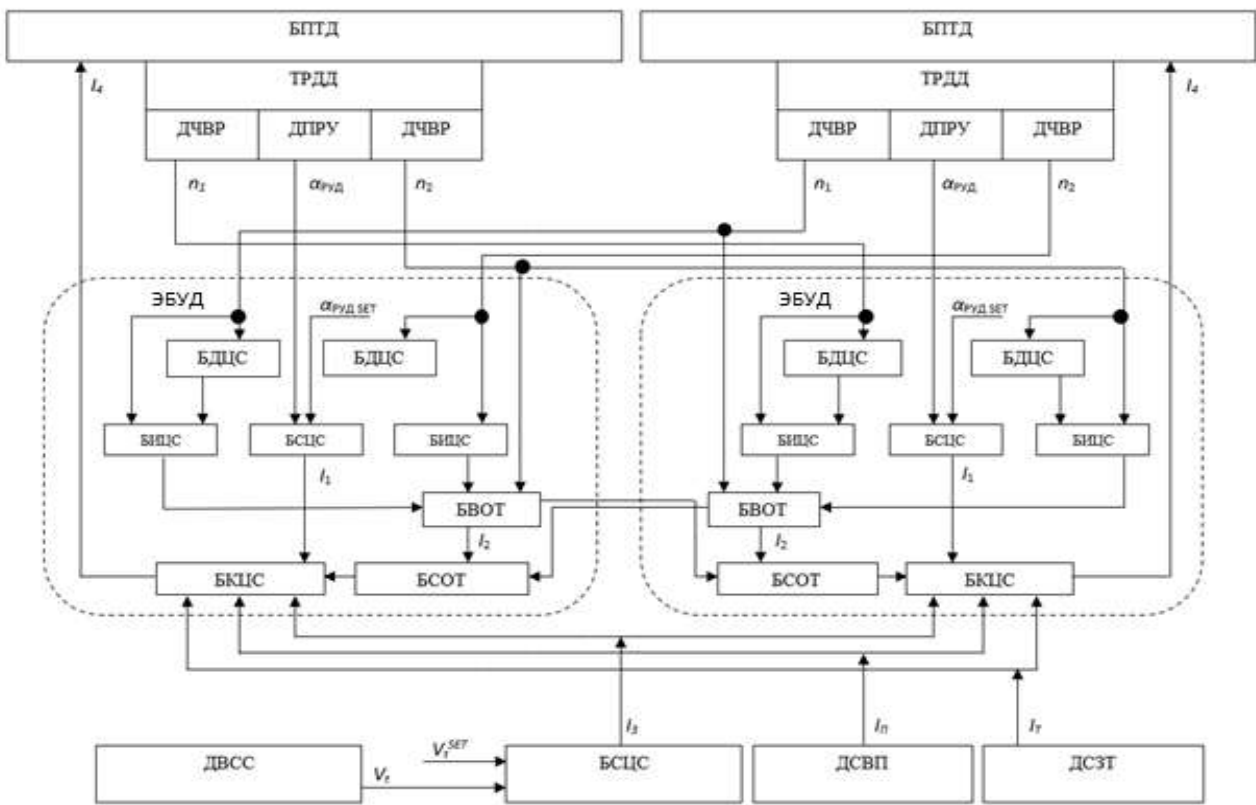 БПТД БПТД
ТРДД ТРДД
ДЧВР ДПРУ ДЧВР ДЧВР ДПРУ ДЧВР
I₄ I₄
n₁ αРУД n₂ n₁ αРУД n₂
ЭБУД αРУД SET ЭБУД αРУД SET
БДЦС БДЦС БДЦС БДЦС
БИЦС БСЦС БИЦС БИЦС БСЦС БИЦС
I₁ I₁
БВОТ БВОТ
I₂ I₂
БКЦС БСОТ БСОТ БКЦС
I₃ Iп Iт
ДВСС Vₜ VₜSET БСЦС ДСВП ДСЗТ